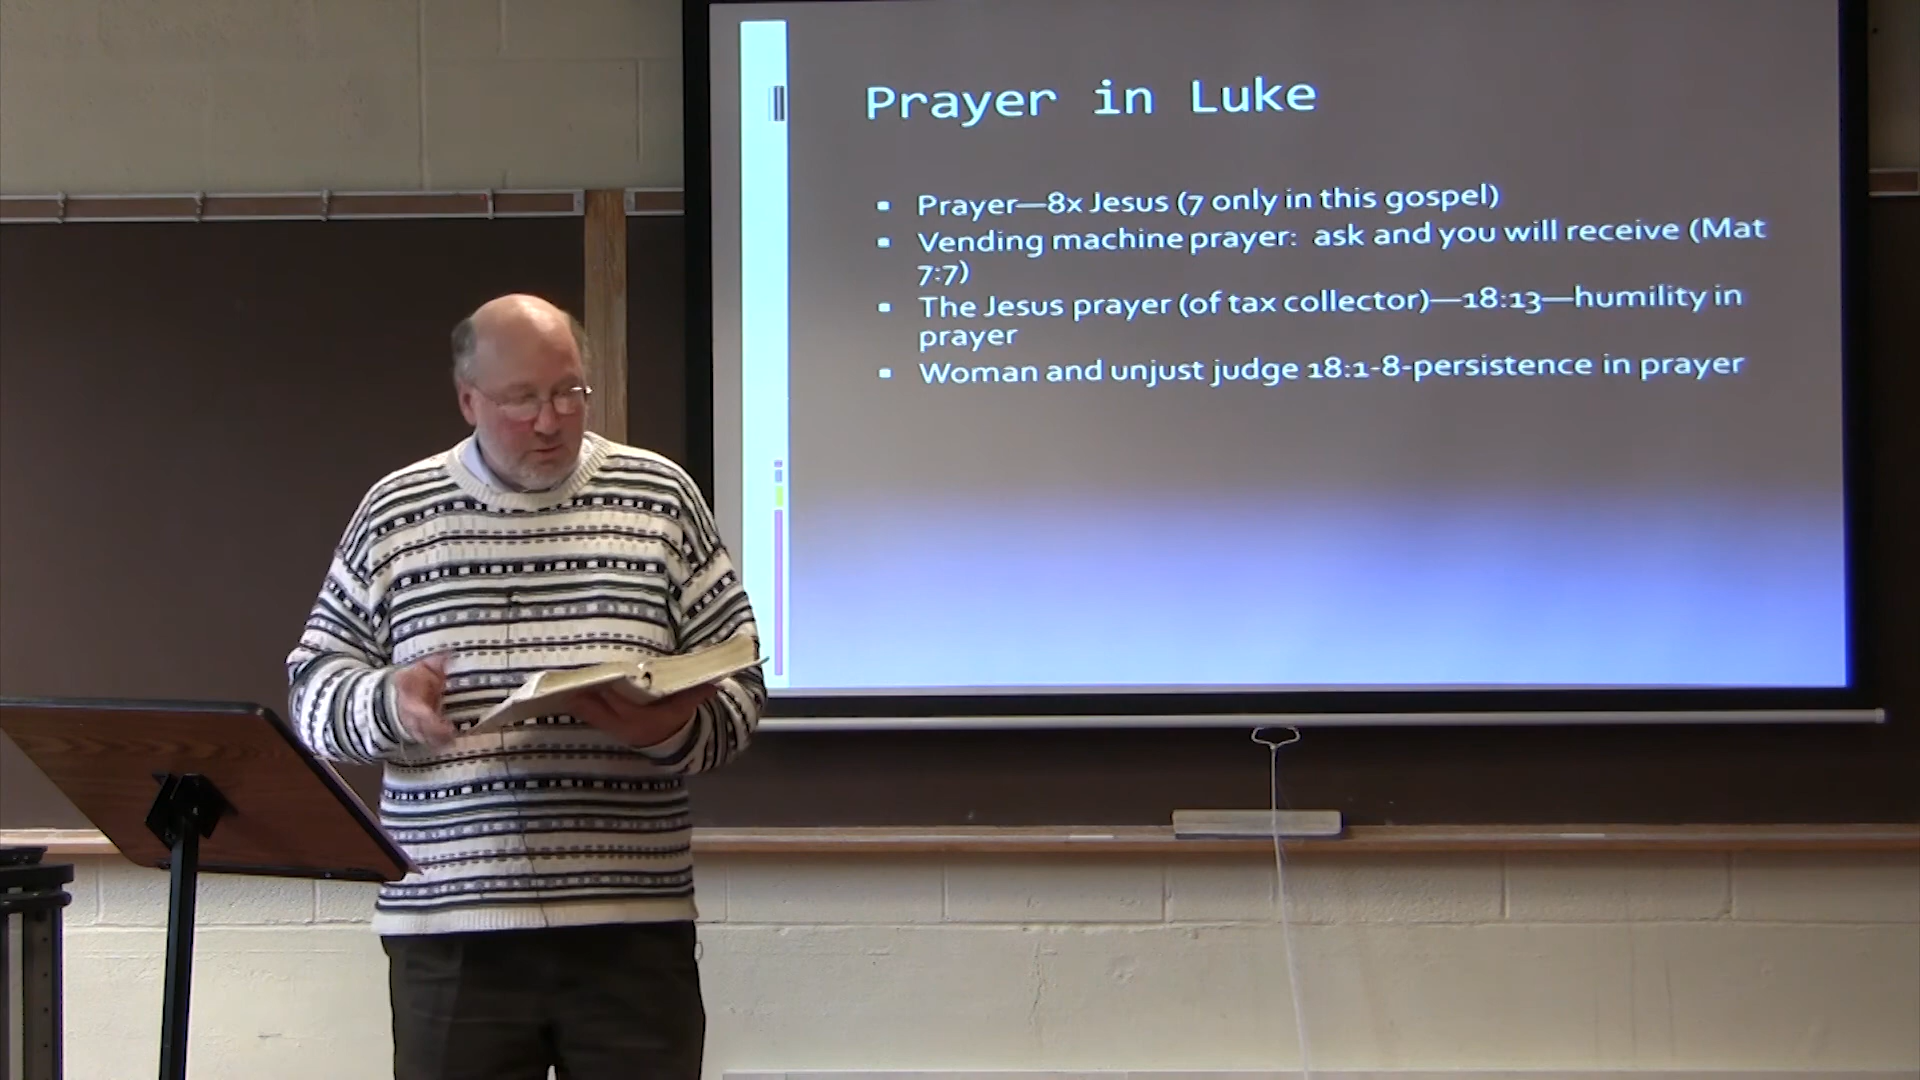 Prayer in Luke
Prayer—8x Jesus (7 only in this gospel)
Vending machine prayer: ask and you will receive (Mat
7:7)
The Jesus prayer (of tax collector)—18:13—humility in
prayer
Woman and unjust judge 18:1-8-persistence in prayer